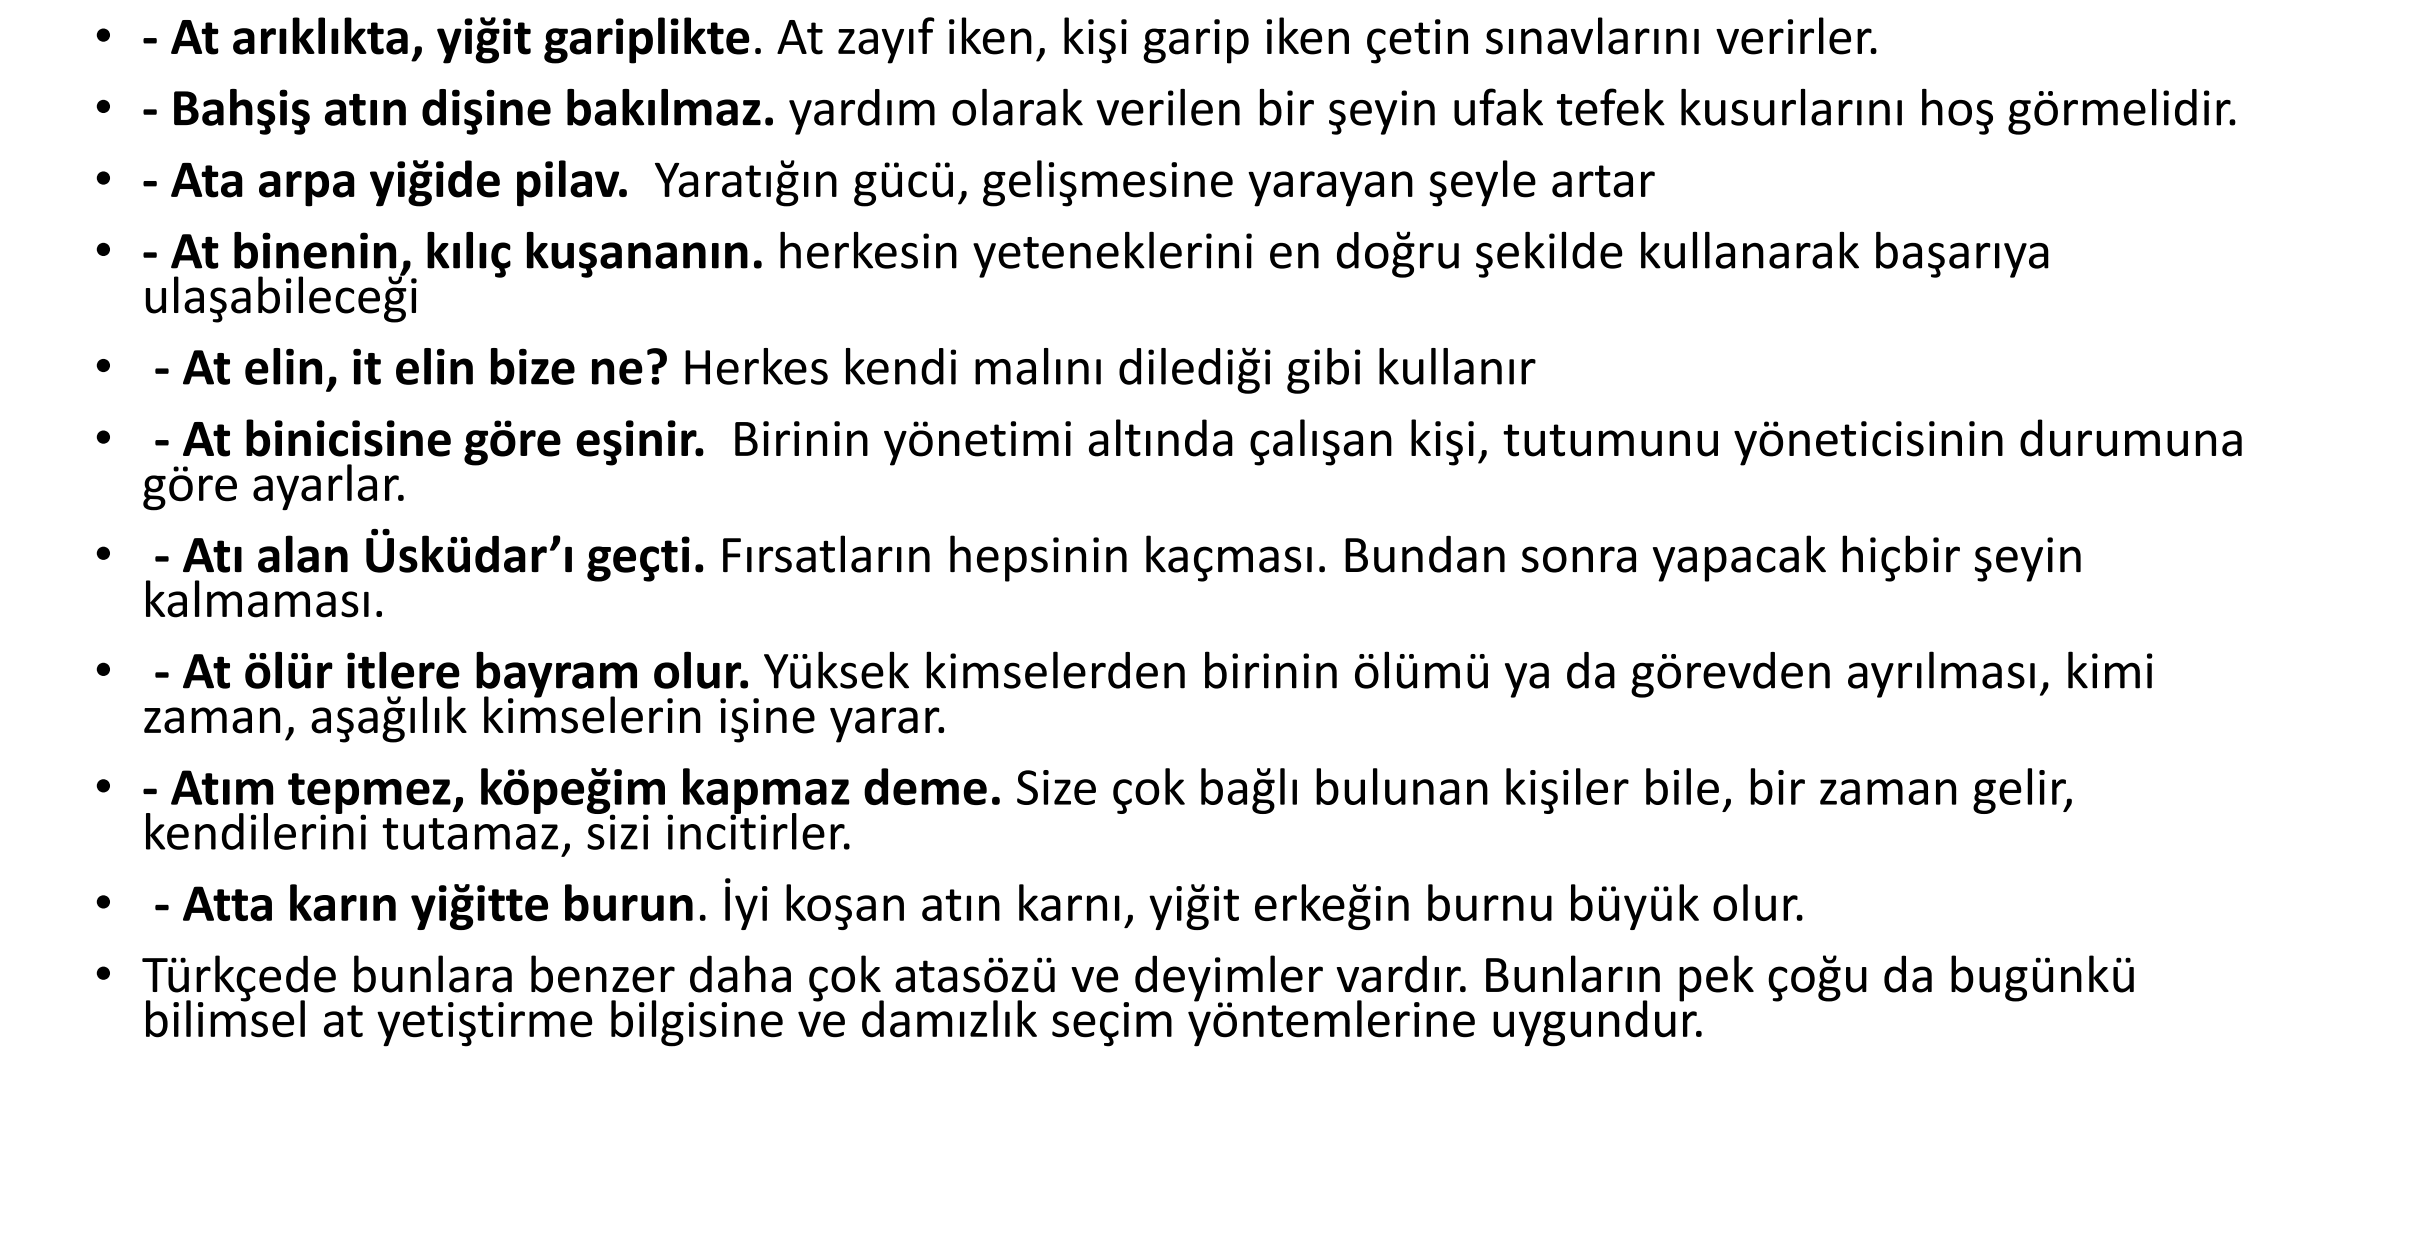 • - At arıklıkta, yiğit gariplikte. At zayıf iken, kişi garip iken çetin sınavlarını verirler.
• - Bahşiş atın dişine bakılmaz. yardım olarak verilen bir şeyin ufak tefek kusurlarını hoş görmelidir.
• - Ata arpa yiğide pilav.  Yaratığın gücü, gelişmesine yarayan şeyle artar
• - At binenin, kılıç kuşananın. herkesin yeteneklerini en doğru şekilde kullanarak başarıya
ulaşabileceği
•  - At elin, it elin bize ne? Herkes kendi malını dilediği gibi kullanır
•  - At binicisine göre eşinir.  Birinin yönetimi altında çalışan kişi, tutumunu yöneticisinin durumuna
göre ayarlar.
•  - Atı alan Üsküdar’ı geçti. Fırsatların hepsinin kaçması. Bundan sonra yapacak hiçbir şeyin
kalmaması.
•  - At ölür itlere bayram olur. Yüksek kimselerden birinin ölümü ya da görevden ayrılması, kimi
zaman, aşağılık kimselerin işine yarar.
• - Atım tepmez, köpeğim kapmaz deme. Size çok bağlı bulunan kişiler bile, bir zaman gelir,
kendilerini tutamaz, sizi incitirler.
•  - Atta karın yiğitte burun. İyi koşan atın karnı, yiğit erkeğin burnu büyük olur.
• Türkçede bunlara benzer daha çok atasözü ve deyimler vardır. Bunların pek çoğu da bugünkü
bilimsel at yetiştirme bilgisine ve damızlık seçim yöntemlerine uygundur.